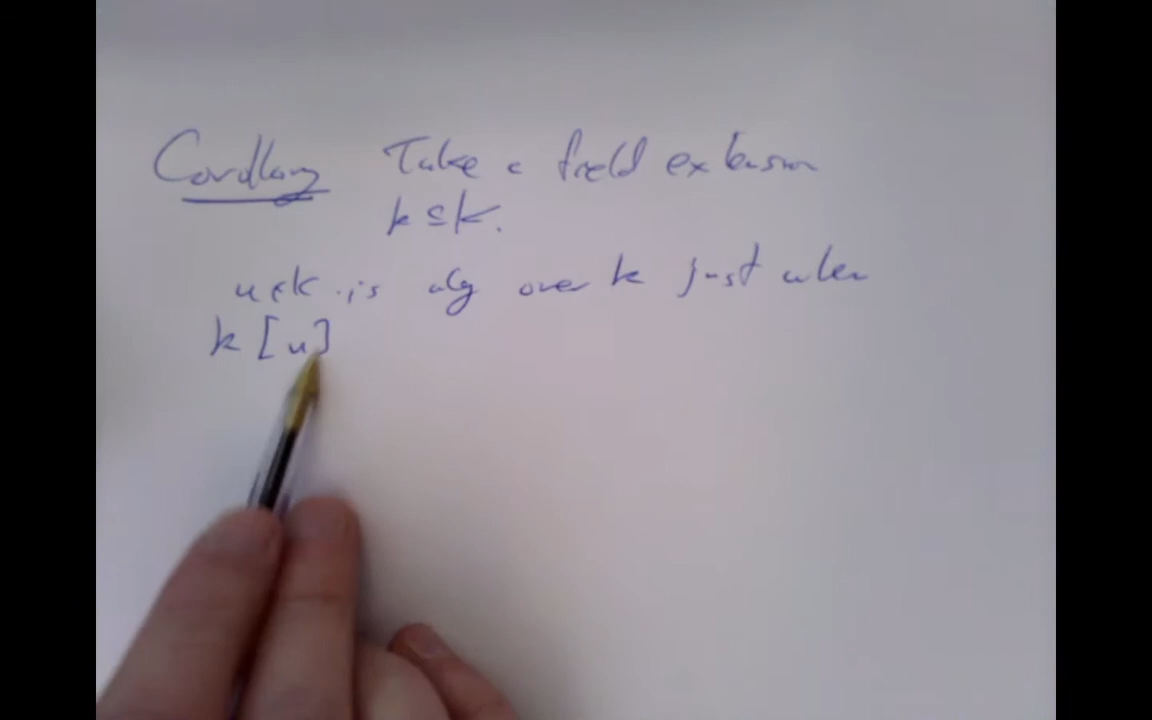 Corollary Take a field extension
k ⊆ K.
u ∈ K is alg over k just when
k [u]